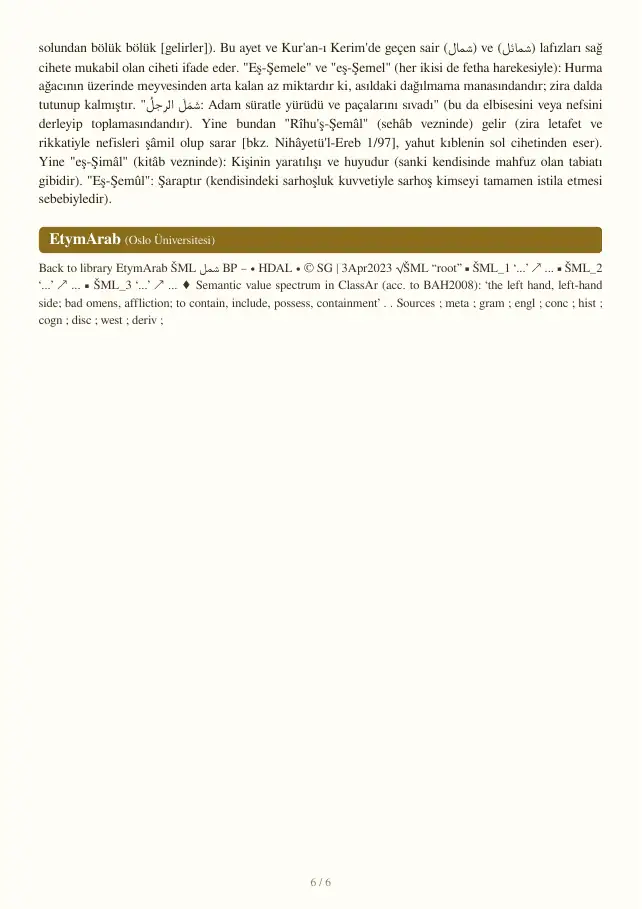 solundan bölük bölük [gelirler]). Bu ayet ve Kur'an-ı Kerim'de geçen sair (شمال) ve (شمائل) lafızları sağ
cihete mukabil olan ciheti ifade eder. "Eş-Şemele" ve "eş-Şemel" (her ikisi de fetha harekesiyle): Hurma
ağacının üzerinde meyvesinden arta kalan az miktardır ki, asıldaki dağılmama manasındandır; zira dalda
tutunup kalmıştır. "شمَلَ الرجلُ: Adam süratle yürüdü ve paçalarını sıvadı" (bu da elbisesini veya nefsini
derleyip toplamasındandır). Yine bundan "Rîhu'ş-Şemâl" (sehâb vezninde) gelir (zira letafet ve
rikkatiyle nefisleri şâmil olup sarar [bkz. Nihâyetü'l-Ereb 1/97], yahut kıblenin sol cihetinden eser).
Yine "eş-Şimâl" (kitâb vezninde): Kişinin yaratılışı ve huyudur (sanki kendisinde mahfuz olan tabiatı
gibidir). "Eş-Şemûl": Şaraptır (kendisindeki sarhoşluk kuvvetiyle sarhoş kimseyi tamamen istila etmesi
sebebiyledir).
EtymArab (Oslo Üniversitesi)
Back to library EtymArab ŠML شمل BP – • HDAL • © SG | 3Apr2023 √ŠML “root” ▪ ŠML_1 ‘...’ ↗ ... ▪ ŠML_2
‘...’ ↗ ... ▪ ŠML_3 ‘...’ ↗ ... ♦ Semantic value spectrum in ClassAr (acc. to BAH2008): ‘the left hand, left-hand
side; bad omens, affliction; to contain, include, possess, containment’ . . Sources ; meta ; gram ; engl ; conc ; hist ;
cogn ; disc ; west ; deriv ;
6 / 6